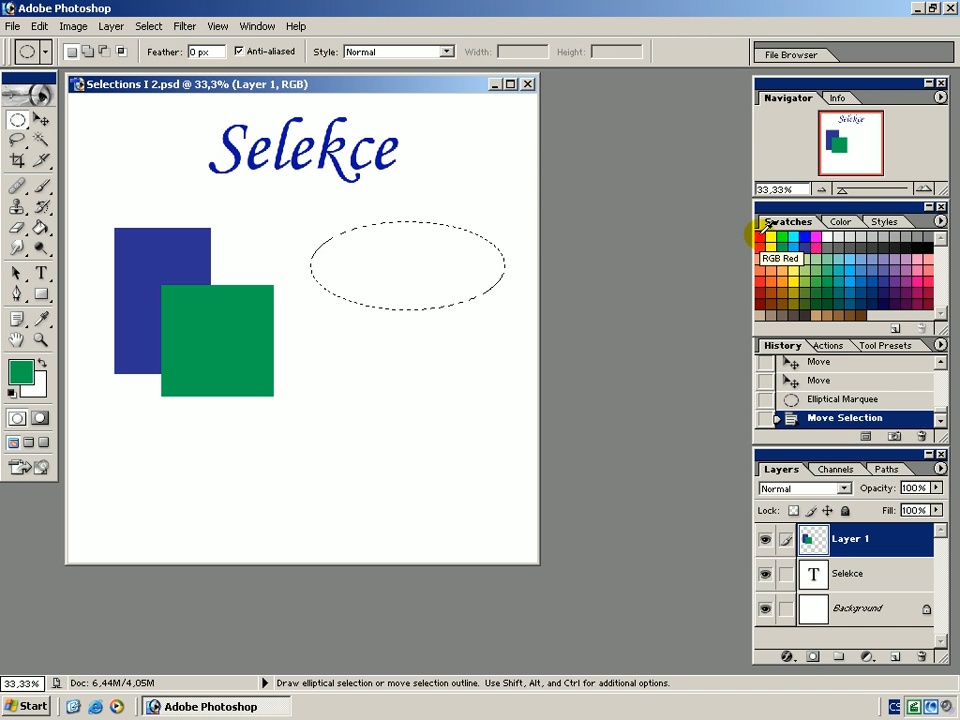 Adobe Photoshop
File Edit Image Layer Select Filter View Window Help
Feather: 0 px Anti-aliased Style: Normal Width: Height:
File Browser
Selections I 2.psd @ 33,3% (Layer 1, RGB)
Selekce
Navigator Info
Selekce
33,33%
Swatches Color Styles
RGB Red
History Actions Tool Presets
Move
Move
Elliptical Marquee
Move Selection
Layers Channels Paths
Normal Opacity: 100%
Lock: Fill: 100%
Layer 1
T Selekce
Background
33,33% Doc: 6,44M/4,05M Draw elliptical selection or move selection outline. Use Shift, Alt, and Ctrl for additional options.
Start Adobe Photoshop CS